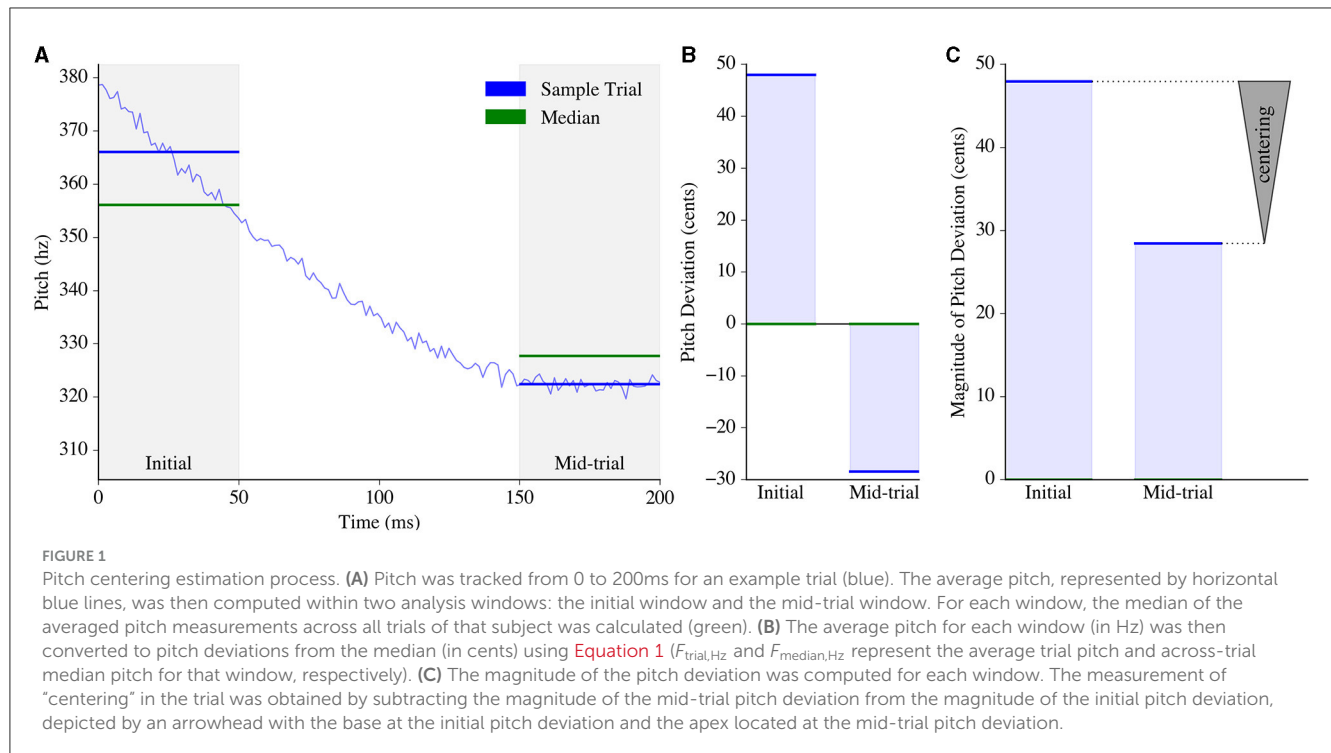 A
380
370
360
350
340
330
320
310
Pitch (hz)
Sample Trial
Median
Initial
Mid-trial
0
50
100
150
200
Time (ms)
B
50
40
30
20
10
0
−10
−20
−30
Pitch Deviation (cents)
Initial
Mid-trial
C
50
40
30
20
10
0
Magnitude of Pitch Deviation (cents)
centering
Initial
Mid-trial
FIGURE 1
Pitch centering estimation process. (A) Pitch was tracked from 0 to 200ms for an example trial (blue). The average pitch, represented by horizontal
blue lines, was then computed within two analysis windows: the initial window and the mid-trial window. For each window, the median of the
averaged pitch measurements across all trials of that subject was calculated (green). (B) The average pitch for each window (in Hz) was then
converted to pitch deviations from the median (in cents) using Equation 1 (Ftrial,Hz and Fmedian,Hz represent the average trial pitch and across-trial
median pitch for that window, respectively). (C) The magnitude of the pitch deviation was computed for each window. The measurement of
“centering” in the trial was obtained by subtracting the magnitude of the mid-trial pitch deviation from the magnitude of the initial pitch deviation,
depicted by an arrowhead with the base at the initial pitch deviation and the apex located at the mid-trial pitch deviation.